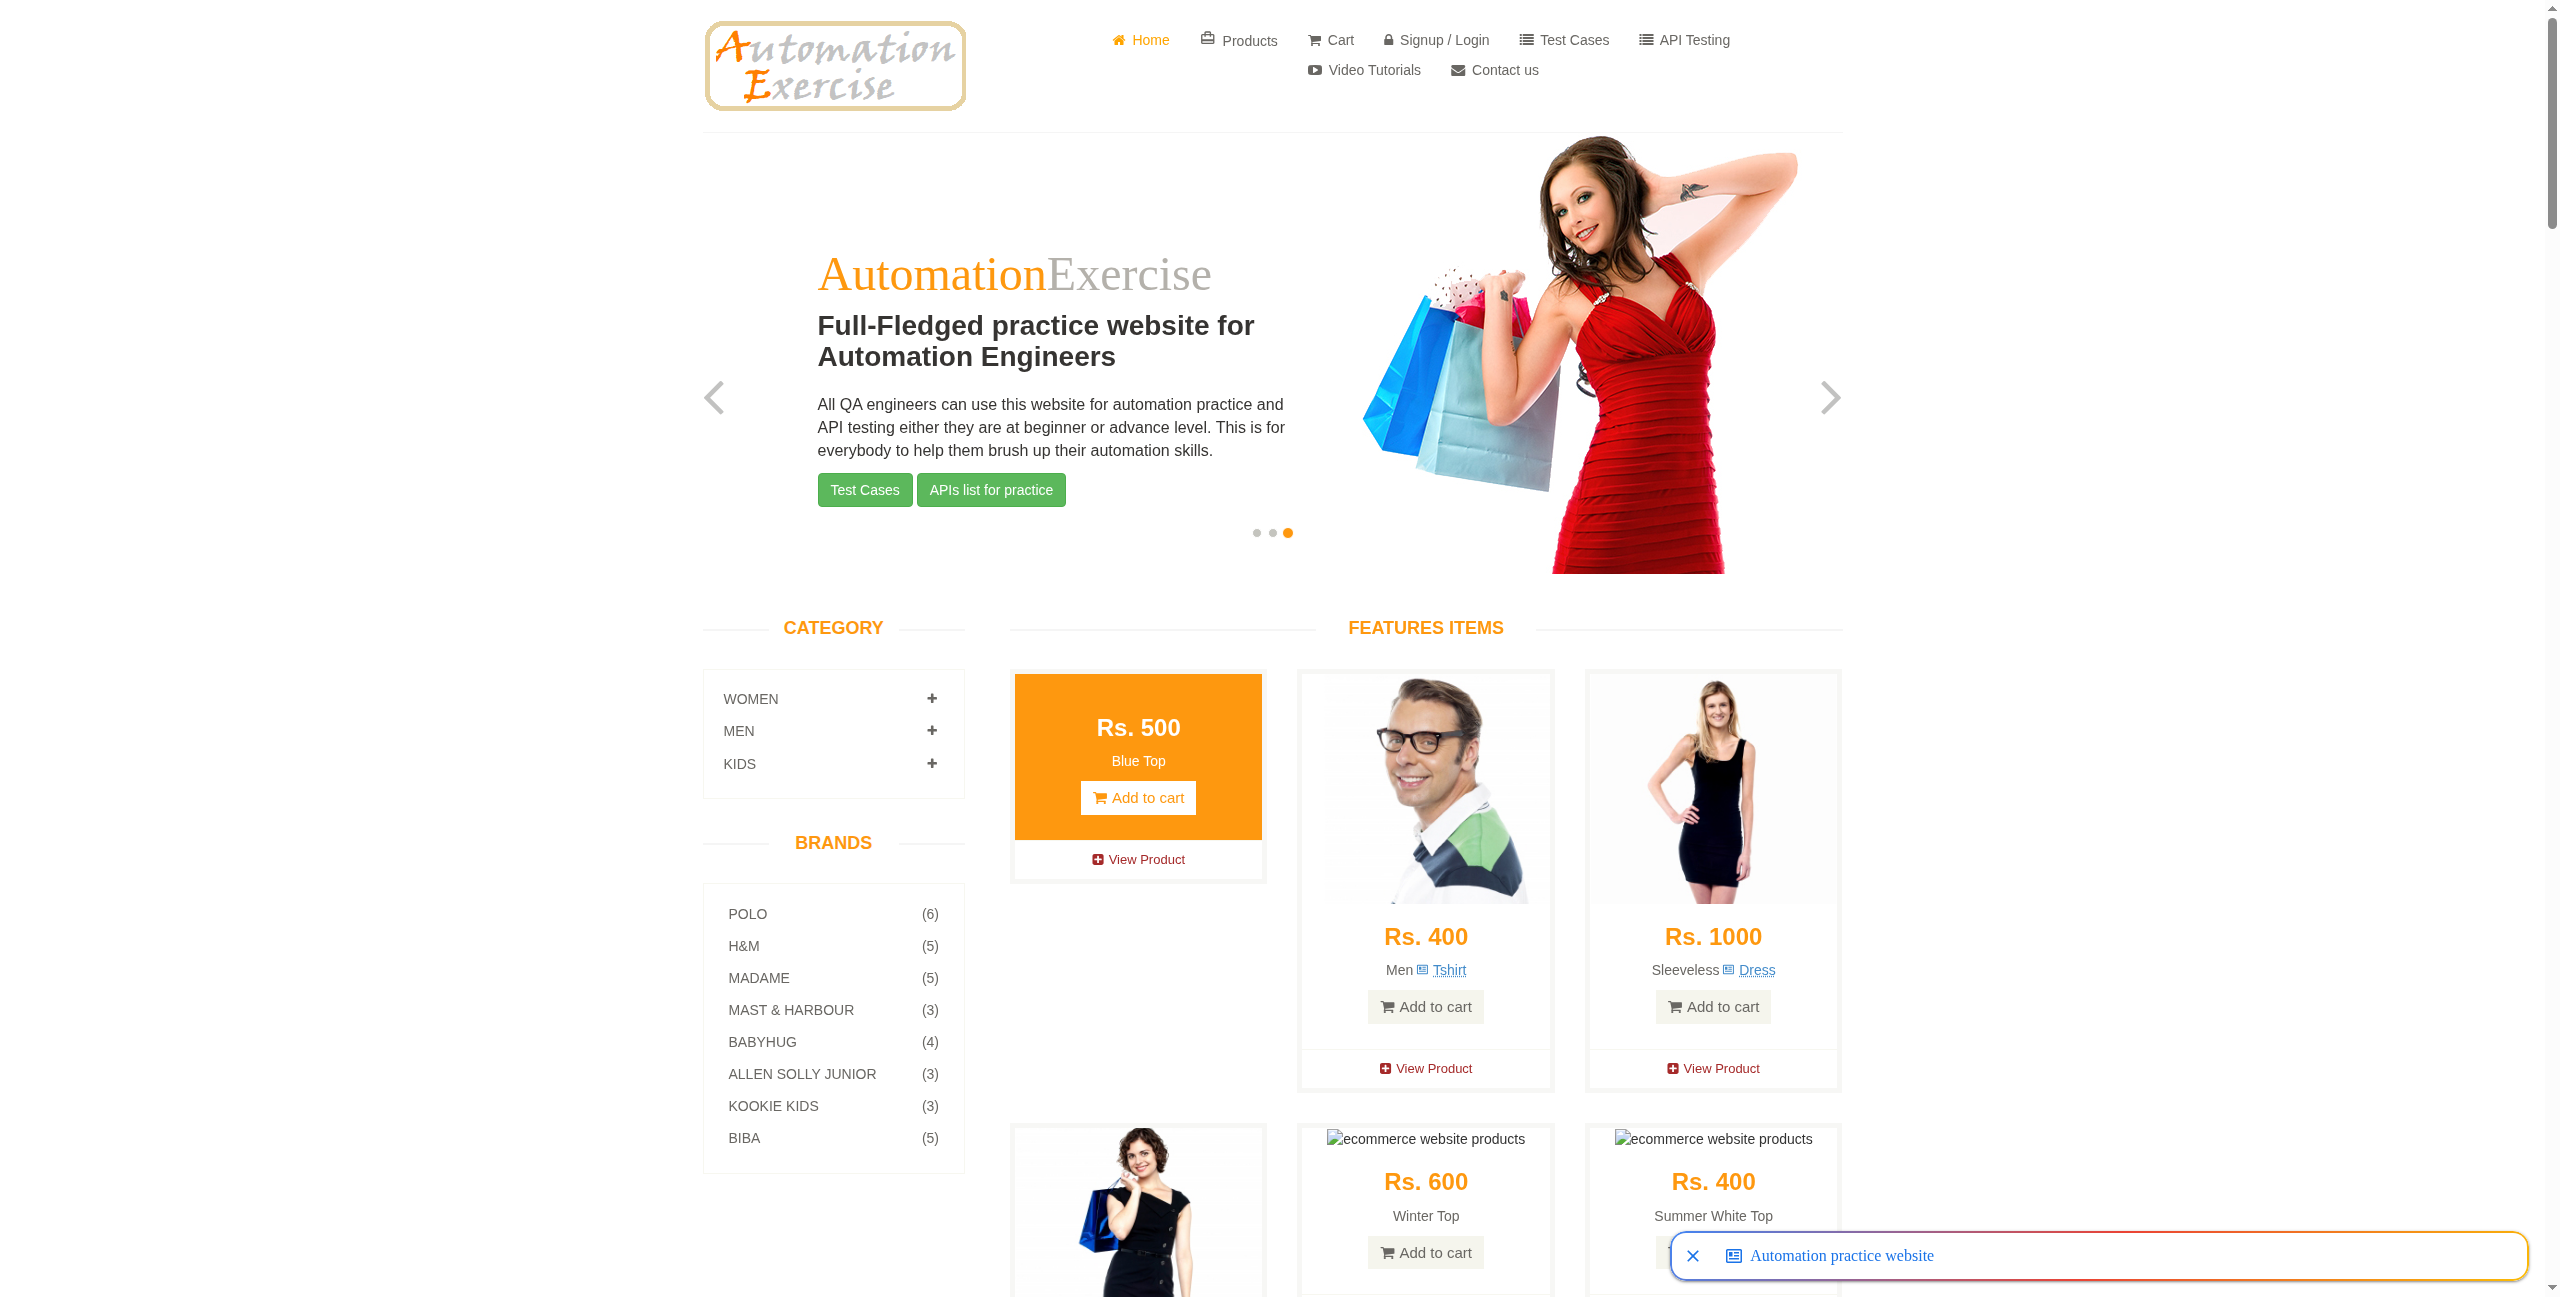 Automation
Exercise
Home
Products
Cart
Signup / Login
Test Cases
API Testing
Video Tutorials
Contact us
AutomationExercise
Full-Fledged practice website for
Automation Engineers
All QA engineers can use this website for automation practice and
API testing either they are at beginner or advance level. This is for
everybody to help them brush up their automation skills.
Test Cases
APIs list for practice
CATEGORY
WOMEN
MEN
KIDS
BRANDS
POLO (6)
H&M (5)
MADAME (5)
MAST & HARBOUR (3)
BABYHUG (4)
ALLEN SOLLY JUNIOR (3)
KOOKIE KIDS (3)
BIBA (5)
FEATURES ITEMS
Rs. 500
Blue Top
Add to cart
View Product
Rs. 400
Men Tshirt
Add to cart
View Product
Rs. 1000
Sleeveless Dress
Add to cart
View Product
ecommerce website products
Rs. 600
Winter Top
Add to cart
ecommerce website products
Rs. 400
Summer White Top
Automation practice website